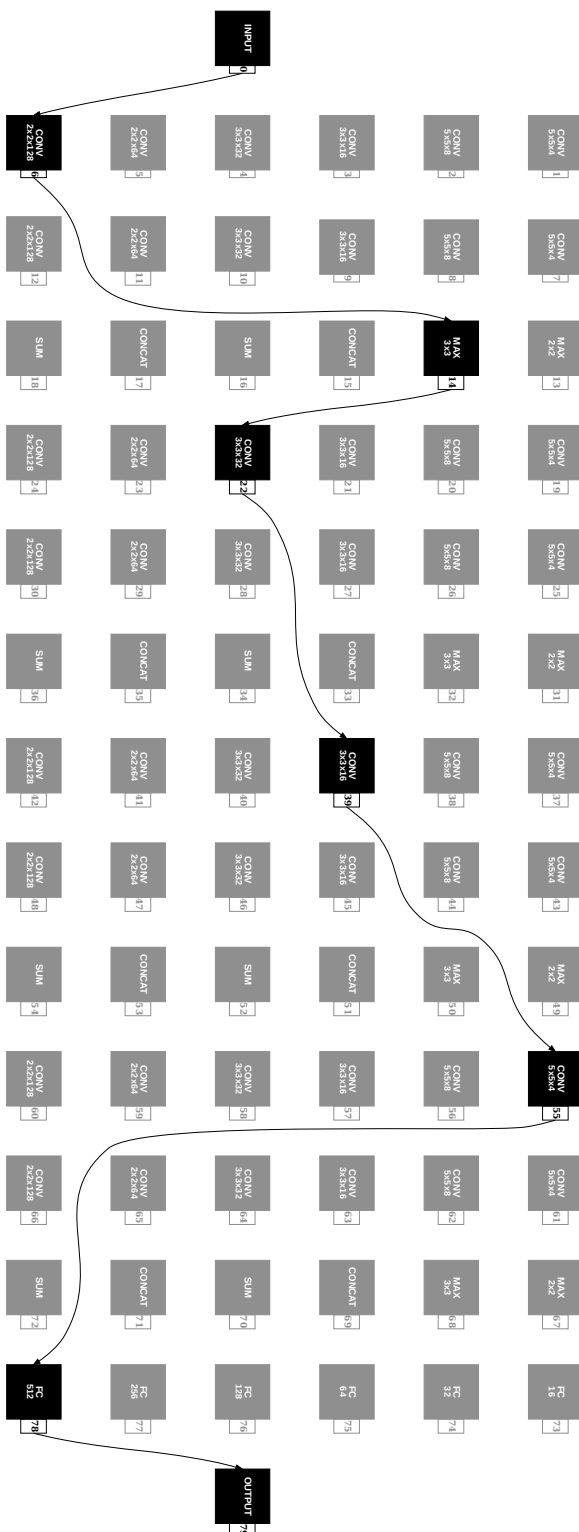 INPUT
0
CONV
5x5x4
1
CONV
5x5x8
2
CONV
3x3x16
3
CONV
3x3x32
4
CONV
2x2x64
5
CONV
2x2x128
6
CONV
5x5x4
7
CONV
5x5x8
8
CONV
3x3x16
9
CONV
3x3x32
10
CONV
2x2x64
11
CONV
2x2x128
12
MAX
2x2
13
MAX
3x3
14
CONCAT
15
SUM
16
CONCAT
17
SUM
18
CONV
5x5x4
19
CONV
5x5x8
20
CONV
3x3x16
21
CONV
3x3x32
22
CONV
2x2x64
23
CONV
2x2x128
24
CONV
5x5x4
25
CONV
5x5x8
26
CONV
3x3x16
27
CONV
3x3x32
28
CONV
2x2x64
29
CONV
2x2x128
30
MAX
2x2
31
MAX
3x3
32
CONCAT
33
SUM
34
CONCAT
35
SUM
36
CONV
5x5x4
37
CONV
5x5x8
38
CONV
3x3x16
39
CONV
3x3x32
40
CONV
2x2x64
41
CONV
2x2x128
42
CONV
5x5x4
43
CONV
5x5x8
44
CONV
3x3x16
45
CONV
3x3x32
46
CONV
2x2x64
47
CONV
2x2x128
48
MAX
2x2
49
MAX
3x3
50
CONCAT
51
SUM
52
CONCAT
53
SUM
54
CONV
5x5x4
55
CONV
5x5x8
56
CONV
3x3x16
57
CONV
3x3x32
58
CONV
2x2x64
59
CONV
2x2x128
60
CONV
5x5x4
61
CONV
5x5x8
62
CONV
3x3x16
63
CONV
3x3x32
64
CONV
2x2x64
65
CONV
2x2x128
66
MAX
2x2
67
MAX
3x3
68
CONCAT
69
SUM
70
CONCAT
71
SUM
72
FC
16
73
FC
32
74
FC
64
75
FC
128
76
FC
256
77
FC
512
78
OUTPUT
79